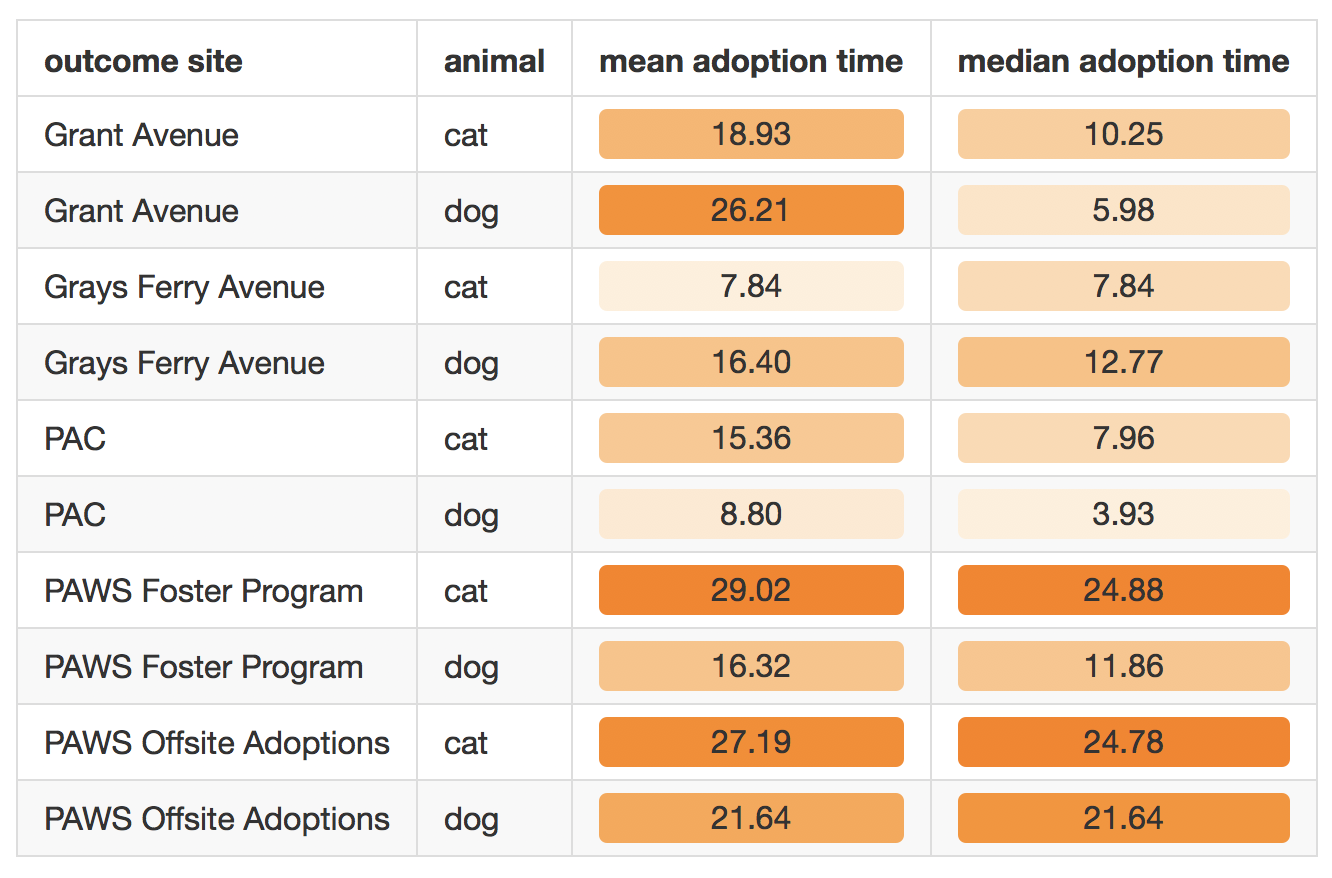 outcome site animal mean adoption time median adoption time
Grant Avenue cat 18.93 10.25
Grant Avenue dog 26.21 5.98
Grays Ferry Avenue cat 7.84 7.84
Grays Ferry Avenue dog 16.40 12.77
PAC cat 15.36 7.96
PAC dog 8.80 3.93
PAWS Foster Program cat 29.02 24.88
PAWS Foster Program dog 16.32 11.86
PAWS Offsite Adoptions cat 27.19 24.78
PAWS Offsite Adoptions dog 21.64 21.64